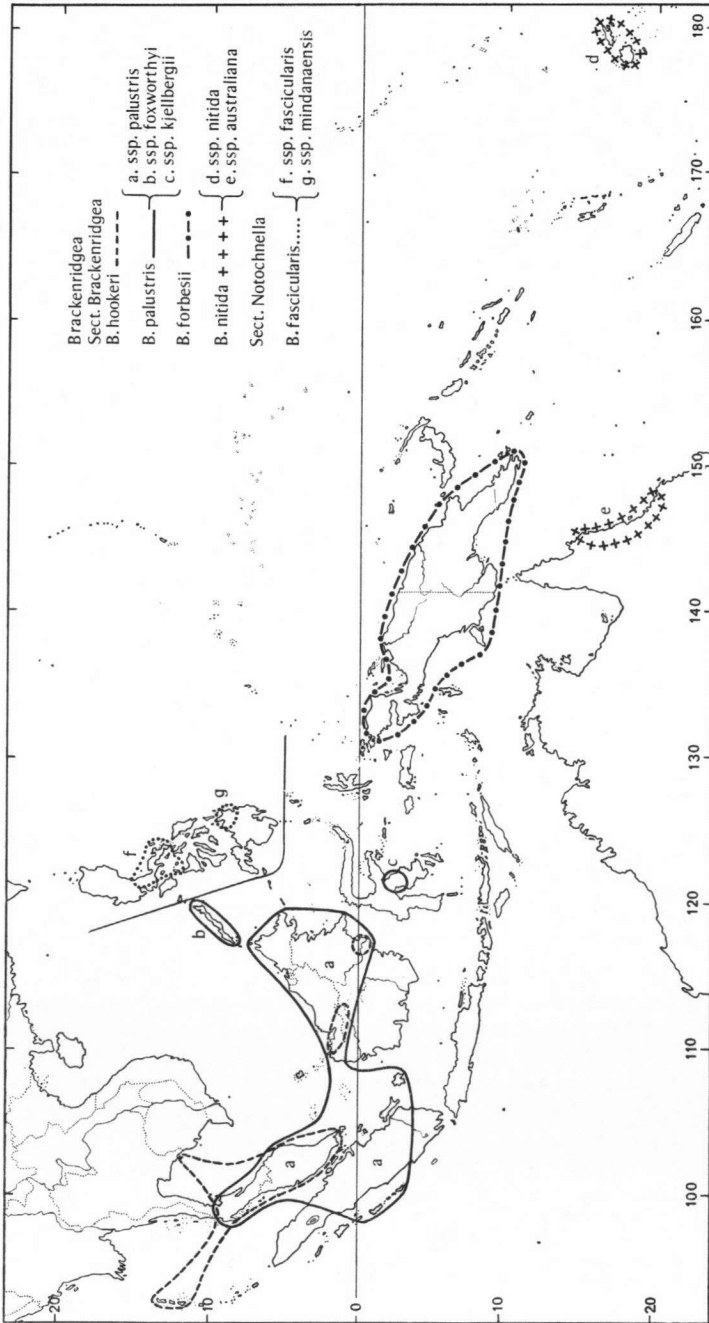 Brackenridgea
Sect. Brackenridgea
B. hookeri
B. palustris
a. ssp. palustris
b. ssp. foxworthyi
c. ssp. kjellbergii
B. forbesii
B. nitida
d. ssp. nitida
e. ssp. australiana
Sect. Notochnella
B. fascicularis
f. ssp. fascicularis
g. ssp. mindanaensis
20
10
0
10
20
100
110
120
130
140
150
160
170
180
a
a
a
b
c
d
e
f
g